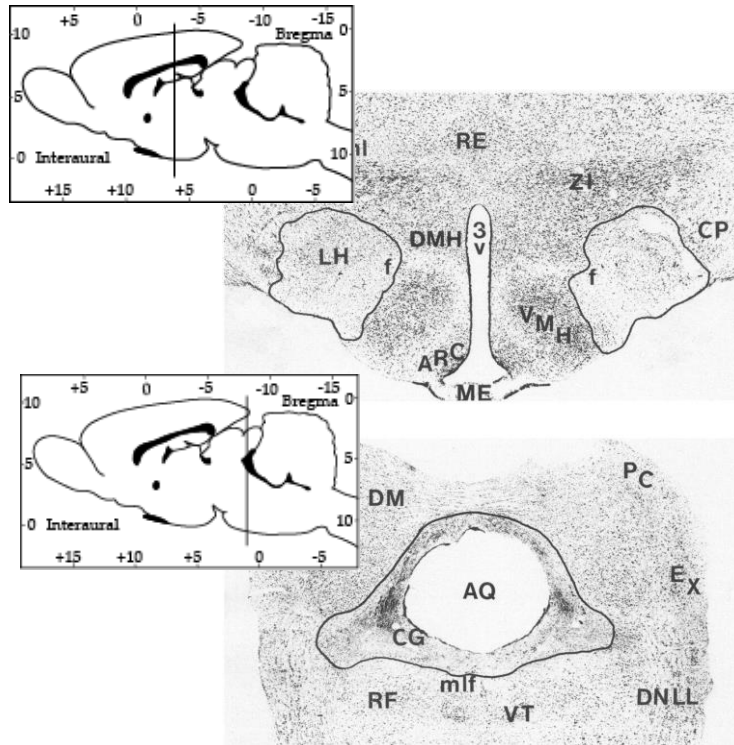 +5 0 -5 -10 -15
10 Bregma 0
5 5
0 Interaural 10
+15 +10 +5 0 -5
RE
ZI
3
V
DMH
CP
LH
f
f
VMH
ARC
ME
+5 0 -5 -10 -15
10 Bregma 0
5 5
0 Interaural 10
+15 +10 +5 0 -5
PC
DM
EX
AQ
CG
mlf
RF
DNLL
VT